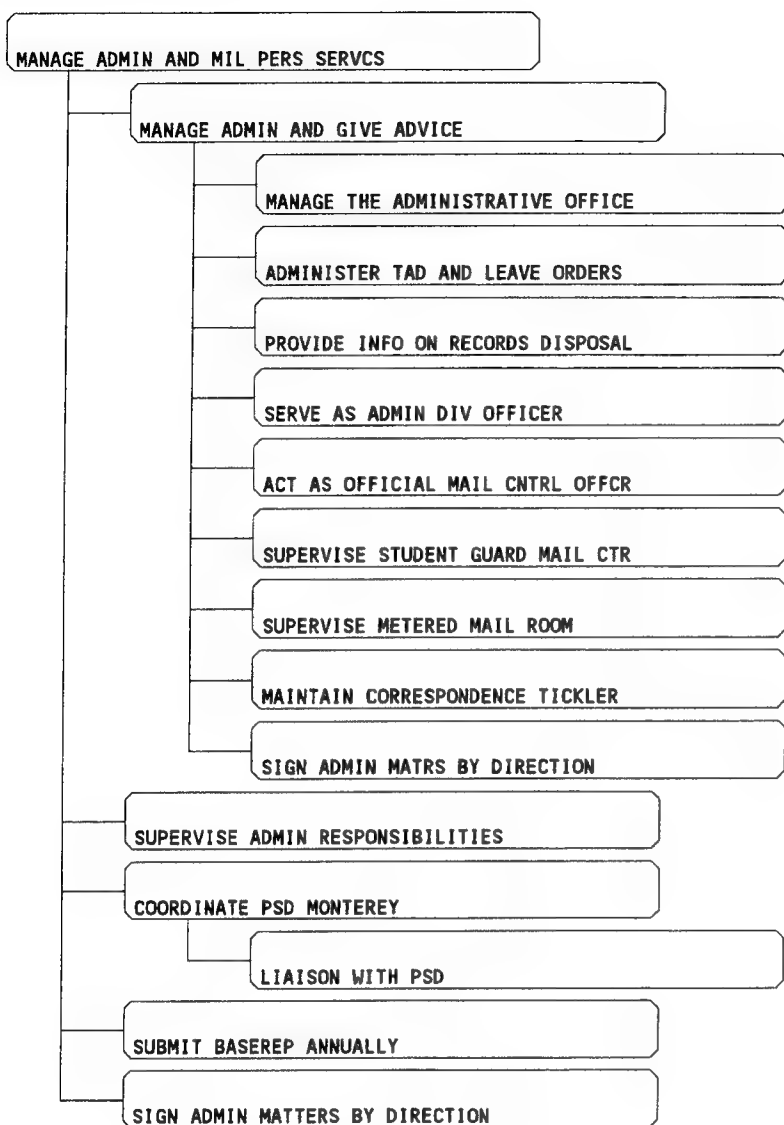 MANAGE ADMIN AND MIL PERS SERVCS
MANAGE ADMIN AND GIVE ADVICE
MANAGE THE ADMINISTRATIVE OFFICE
ADMINISTER TAD AND LEAVE ORDERS
PROVIDE INFO ON RECORDS DISPOSAL
SERVE AS ADMIN DIV OFFICER
ACT AS OFFICIAL MAIL CNTRL OFFCR
SUPERVISE STUDENT GUARD MAIL CTR
SUPERVISE METERED MAIL ROOM
MAINTAIN CORRESPONDENCE TICKLER
SIGN ADMIN MATRS BY DIRECTION
SUPERVISE ADMIN RESPONSIBILITIES
COORDINATE PSD MONTEREY
LIAISON WITH PSD
SUBMIT BASEREP ANNUALLY
SIGN ADMIN MATTERS BY DIRECTION